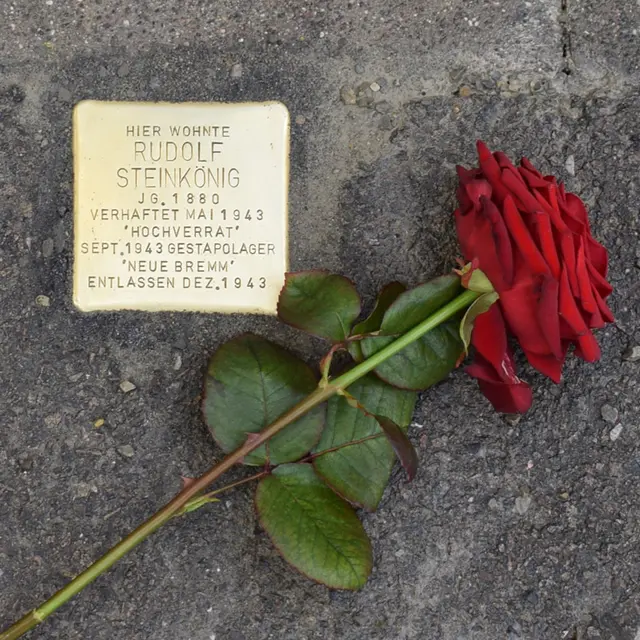 HIER WOHNTE
RUDOLF
STEINKÖNIG
JG. 1880
VERHAFTET MAI 1943
'HOCHVERRAT'
SEPT. 1943 GESTAPOLAGER
'NEUE BREMM'
ENTLASSEN DEZ. 1943